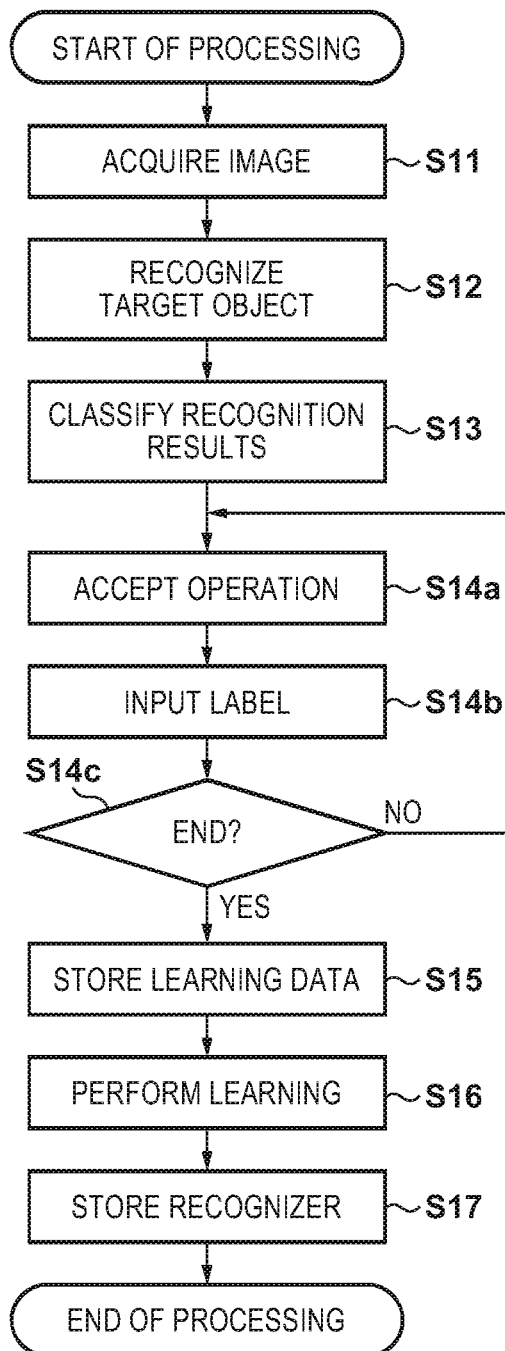 START OF PROCESSING
ACQUIRE IMAGE
S11
RECOGNIZE
TARGET OBJECT
S12
CLASSIFY RECOGNITION
RESULTS
S13
ACCEPT OPERATION
S14a
INPUT LABEL
S14b
S14c
END?
NO
YES
STORE LEARNING DATA
S15
PERFORM LEARNING
S16
STORE RECOGNIZER
S17
END OF PROCESSING